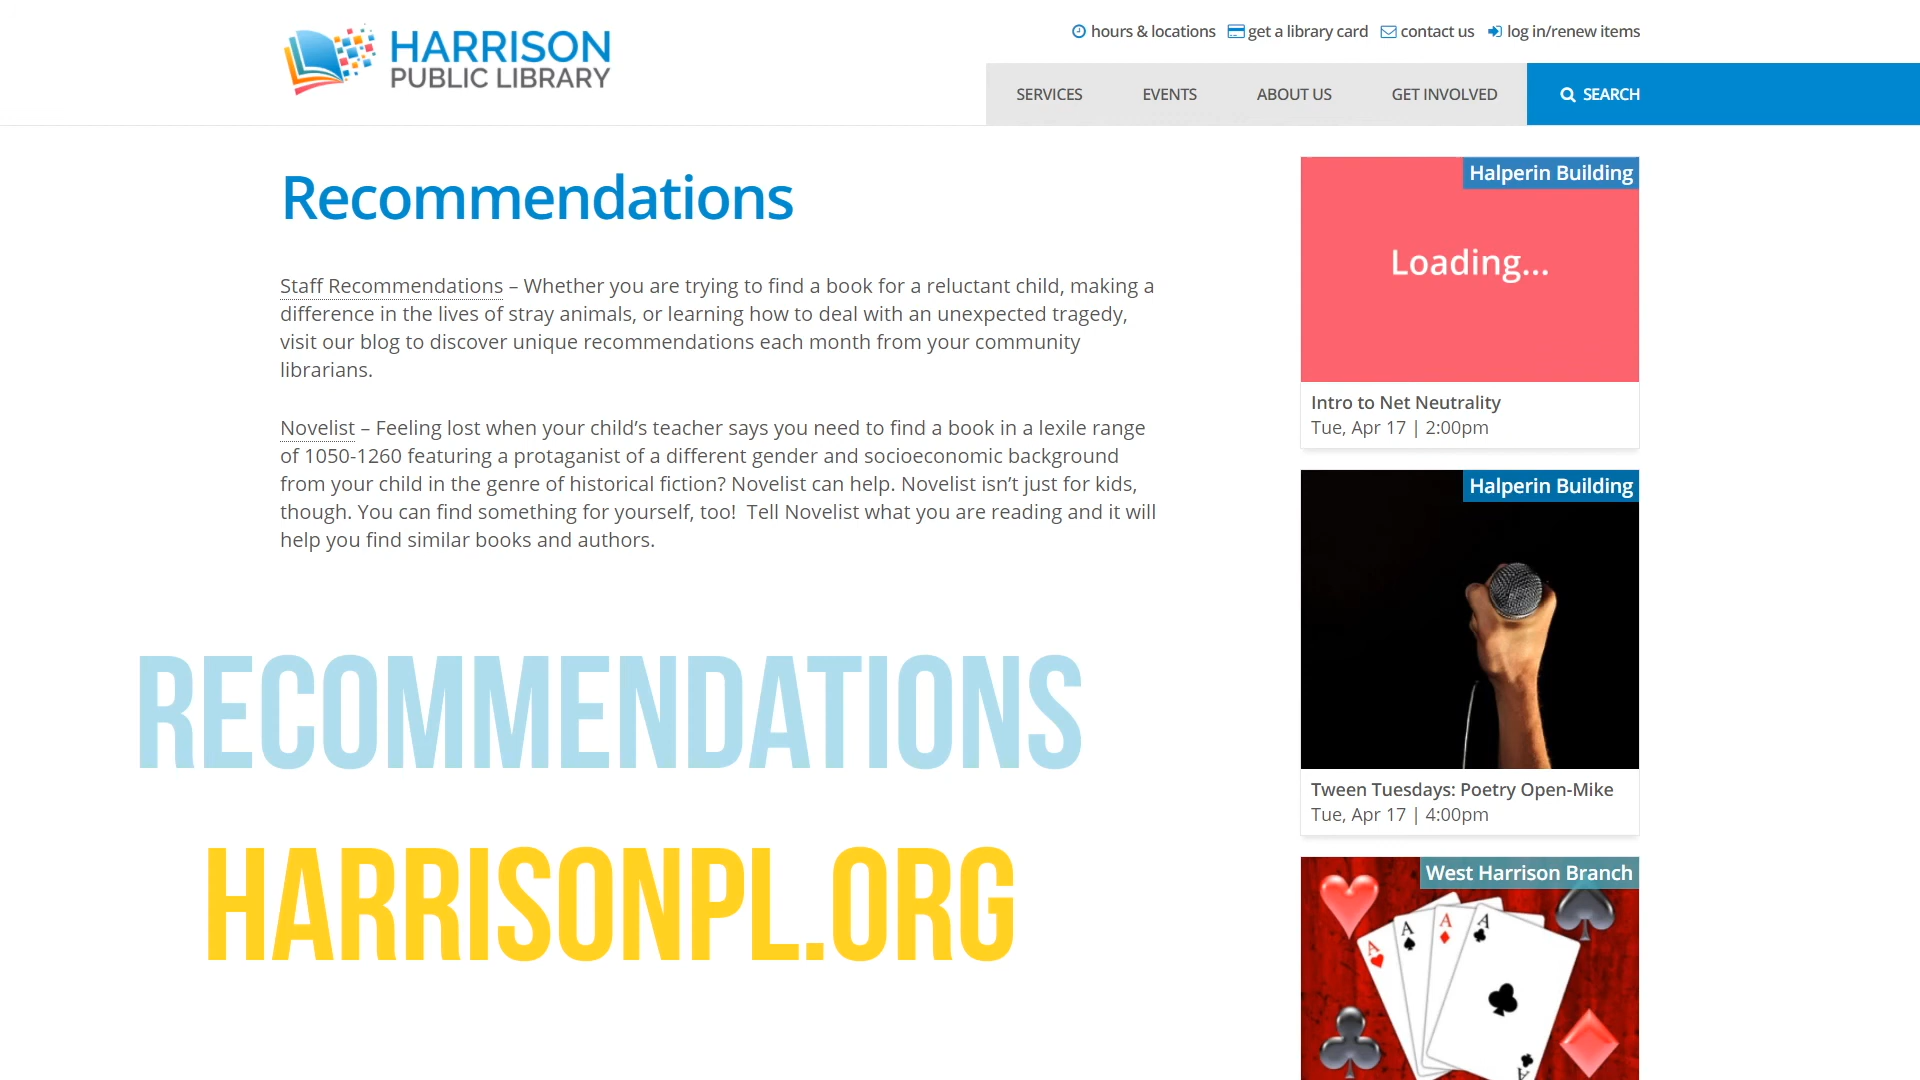 HARRISON
PUBLIC LIBRARY
hours & locations get a library card contact us log in/renew items
SERVICES EVENTS ABOUT US GET INVOLVED SEARCH
Recommendations
Staff Recommendations – Whether you are trying to find a book for a reluctant child, making a
difference in the lives of stray animals, or learning how to deal with an unexpected tragedy,
visit our blog to discover unique recommendations each month from your community
librarians.
Novelist – Feeling lost when your child’s teacher says you need to find a book in a lexile range
of 1050-1260 featuring a protaganist of a different gender and socioeconomic background
from your child in the genre of historical fiction? Novelist can help. Novelist isn’t just for kids,
though. You can find something for yourself, too!  Tell Novelist what you are reading and it will
help you find similar books and authors.
RECOMMENDATIONS
HARRISONPL.ORG
Halperin Building
Loading...
Intro to Net Neutrality
Tue, Apr 17 | 2:00pm
Halperin Building
Tween Tuesdays: Poetry Open-Mike
Tue, Apr 17 | 4:00pm
West Harrison Branch
A
A
A
A
A